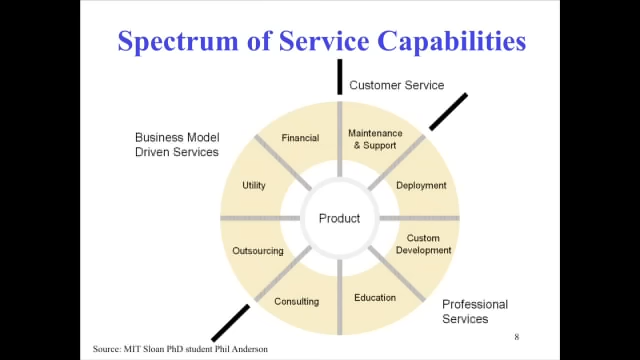 Spectrum of Service Capabilities
Customer Service
Business Model
Driven Services
Financial
Maintenance
& Support
Utility
Deployment
Product
Outsourcing
Custom
Development
Consulting
Education
Professional
Services
8
Source: MIT Sloan PhD student Phil Anderson